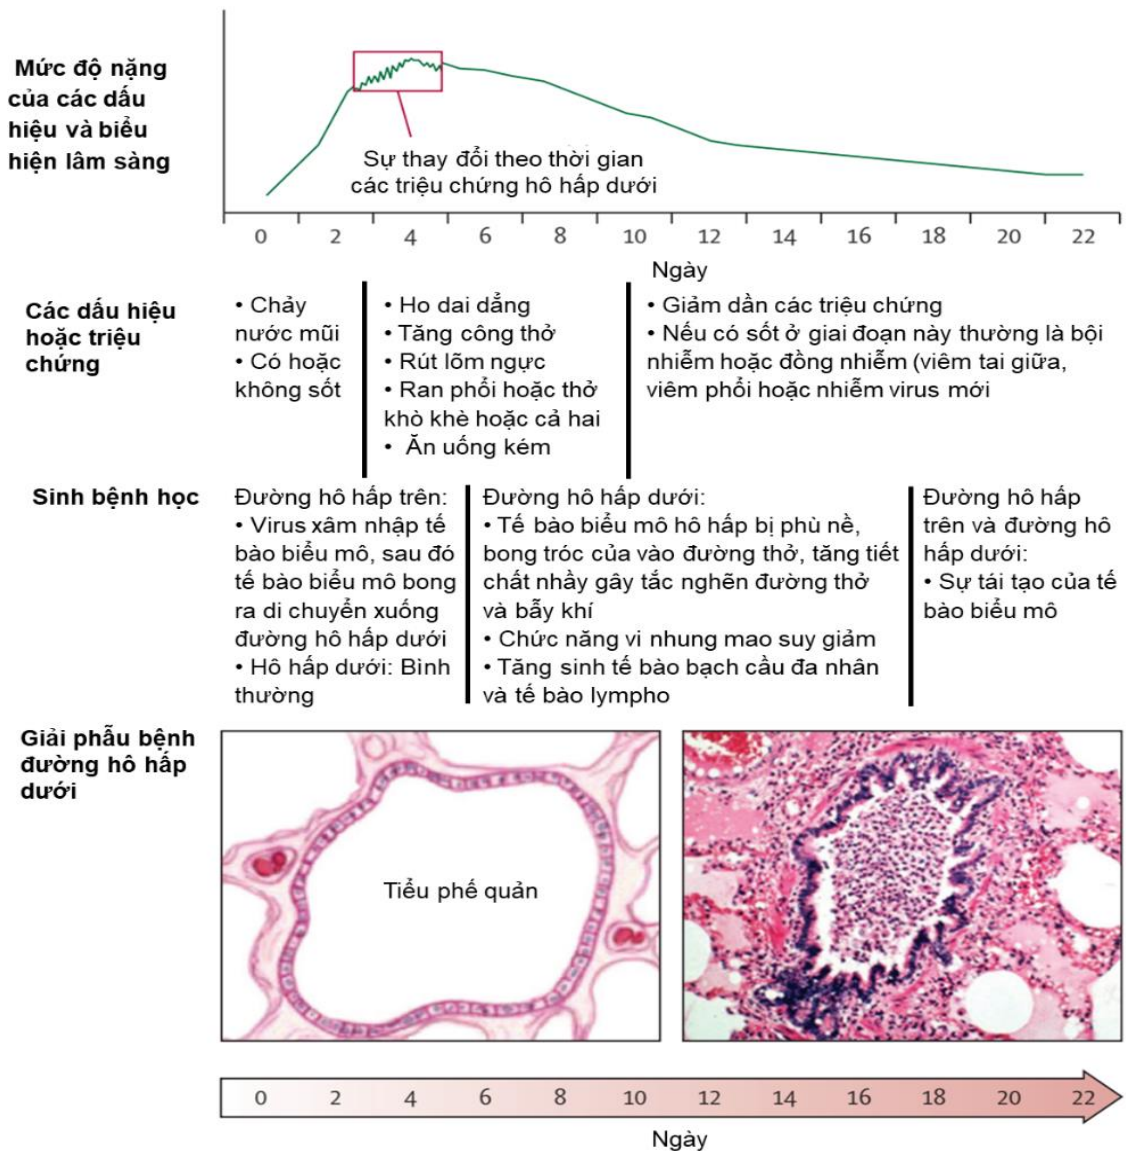 Mức độ nặng
của các dấu
hiệu và biểu
hiện lâm sàng
Sự thay đổi theo thời gian
các triệu chứng hô hấp dưới
0 2 4 6 8 10 12 14 16 18 20 22
Ngày
Các dấu hiệu
hoặc triệu
chứng
• Chảy
nước mũi
• Có hoặc
không sốt
• Ho dai dẳng
• Tăng công thở
• Rút lõm ngực
• Ran phổi hoặc thở
khò khè hoặc cả hai
• Ăn uống kém
• Giảm dần các triệu chứng
• Nếu có sốt ở giai đoạn này thường là bội
nhiễm hoặc đồng nhiễm (viêm tai giữa,
viêm phổi hoặc nhiễm virus mới
Sinh bệnh học
Đường hô hấp trên:
• Virus xâm nhập tế
bào biểu mô, sau đó
tế bào biểu mô bong
ra di chuyển xuống
đường hô hấp dưới
• Hô hấp dưới: Bình
thường
Đường hô hấp dưới:
• Tế bào biểu mô hô hấp bị phù nề,
bong tróc của vào đường thở, tăng tiết
chất nhầy gây tắc nghẽn đường thở
và bẫy khí
• Chức năng vi nhung mao suy giảm
• Tăng sinh tế bào bạch cầu đa nhân
và tế bào lympho
Đường hô hấp
trên và đường hô
hấp dưới:
• Sự tái tạo của tế
bào biểu mô
Giải phẫu bệnh
đường hô hấp
dưới
Tiểu phế quản
0 2 4 6 8 10 12 14 16 18 20 22
Ngày